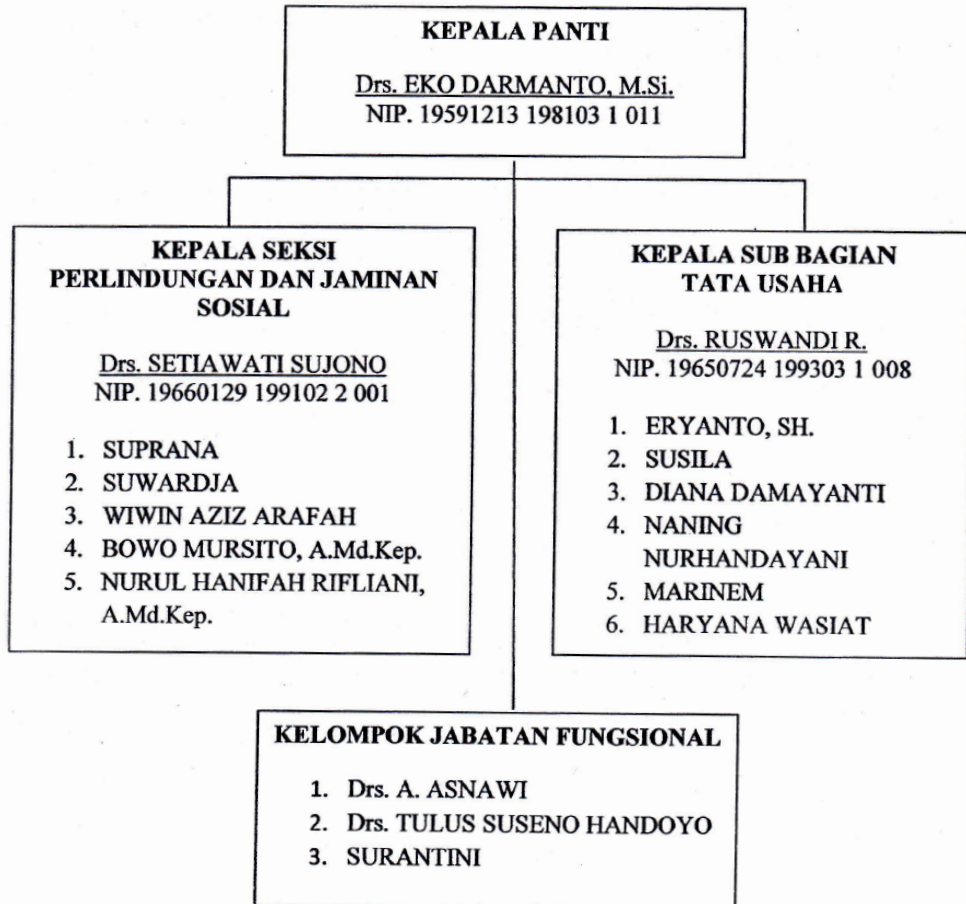 KEPALA PANTI
Drs. EKO DARMANTO, M.Si.
NIP. 19591213 198103 1 011
KEPALA SEKSI
PERLINDUNGAN DAN JAMINAN
SOSIAL
Drs. SETIAWATI SUJONO
NIP. 19660129 199102 2 001
1. SUPRANA
2. SUWARDJA
3. WIWIN AZIZ ARAFAH
4. BOWO MURSITO, A.Md.Kep.
5. NURUL HANIFAH RIFLIANI,
A.Md.Kep.
KEPALA SUB BAGIAN
TATA USAHA
Drs. RUSWANDI R.
NIP. 19650724 199303 1 008
1. ERYANTO, SH.
2. SUSILA
3. DIANA DAMAYANTI
4. NANING
NURHANDAYANI
5. MARINEM
6. HARYANA WASIAT
KELOMPOK JABATAN FUNGSIONAL
1. Drs. A. ASNAWI
2. Drs. TULUS SUSENO HANDOYO
3. SURANTINI